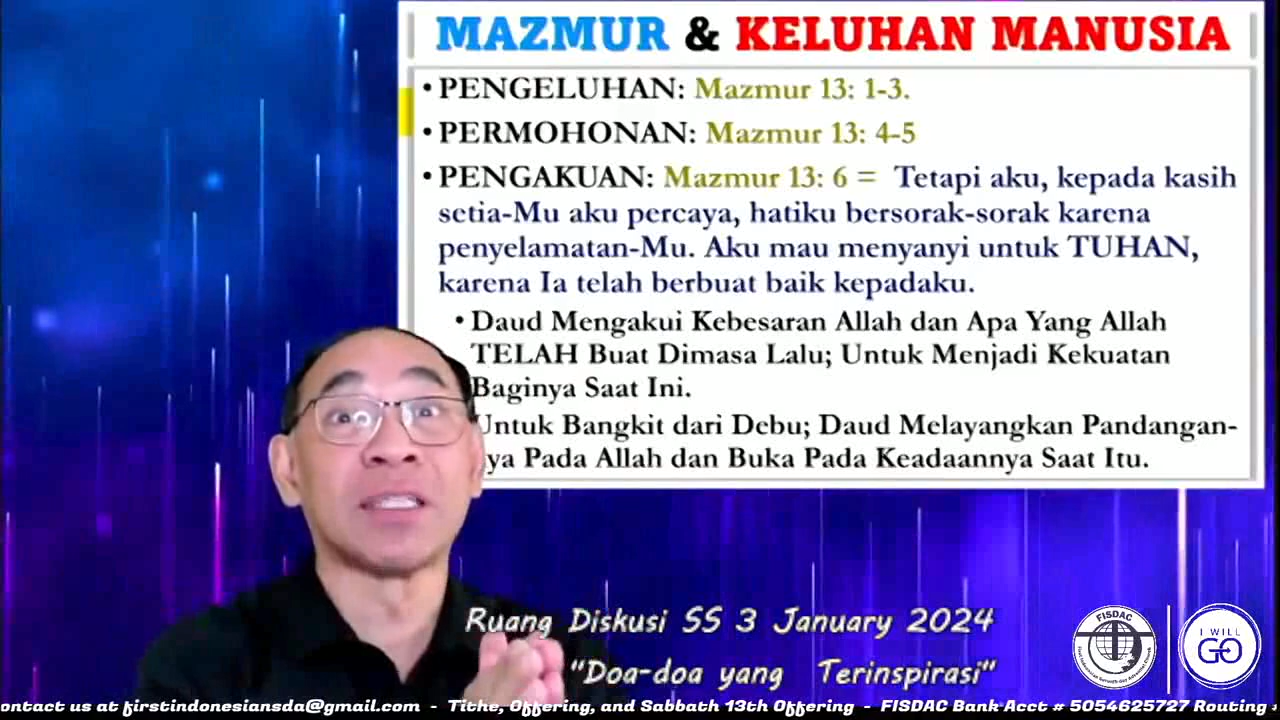 MAZMUR & KELUHAN MANUSIA
• PENGELUHAN: Mazmur 13: 1-3.
• PERMOHONAN: Mazmur 13: 4-5
• PENGAKUAN: Mazmur 13: 6 = Tetapi aku, kepada kasih
setia-Mu aku percaya, hatiku bersorak-sorak karena
penyelamatan-Mu. Aku mau menyanyi untuk TUHAN,
karena Ia telah berbuat baik kepadaku.
• Daud Mengakui Kebesaran Allah dan Apa Yang Allah
TELAH Buat Dimasa Lalu; Untuk Menjadi Kekuatan
Baginya Saat Ini.
Untuk Bangkit dari Debu; Daud Melayangkan Pandangan-
ya Pada Allah dan Buka Pada Keadaannya Saat Itu.
Ruang Diskusi SS 3 January 2024
"Doa-doa yang Terinspirasi"
FISDAC
I WILL
GO
ontact us at firstindonesiansda@gmail.com - Tithe, Offering, and Sabbath 13th Offering - FISDAC Bank Acct # 5054625727 Routing